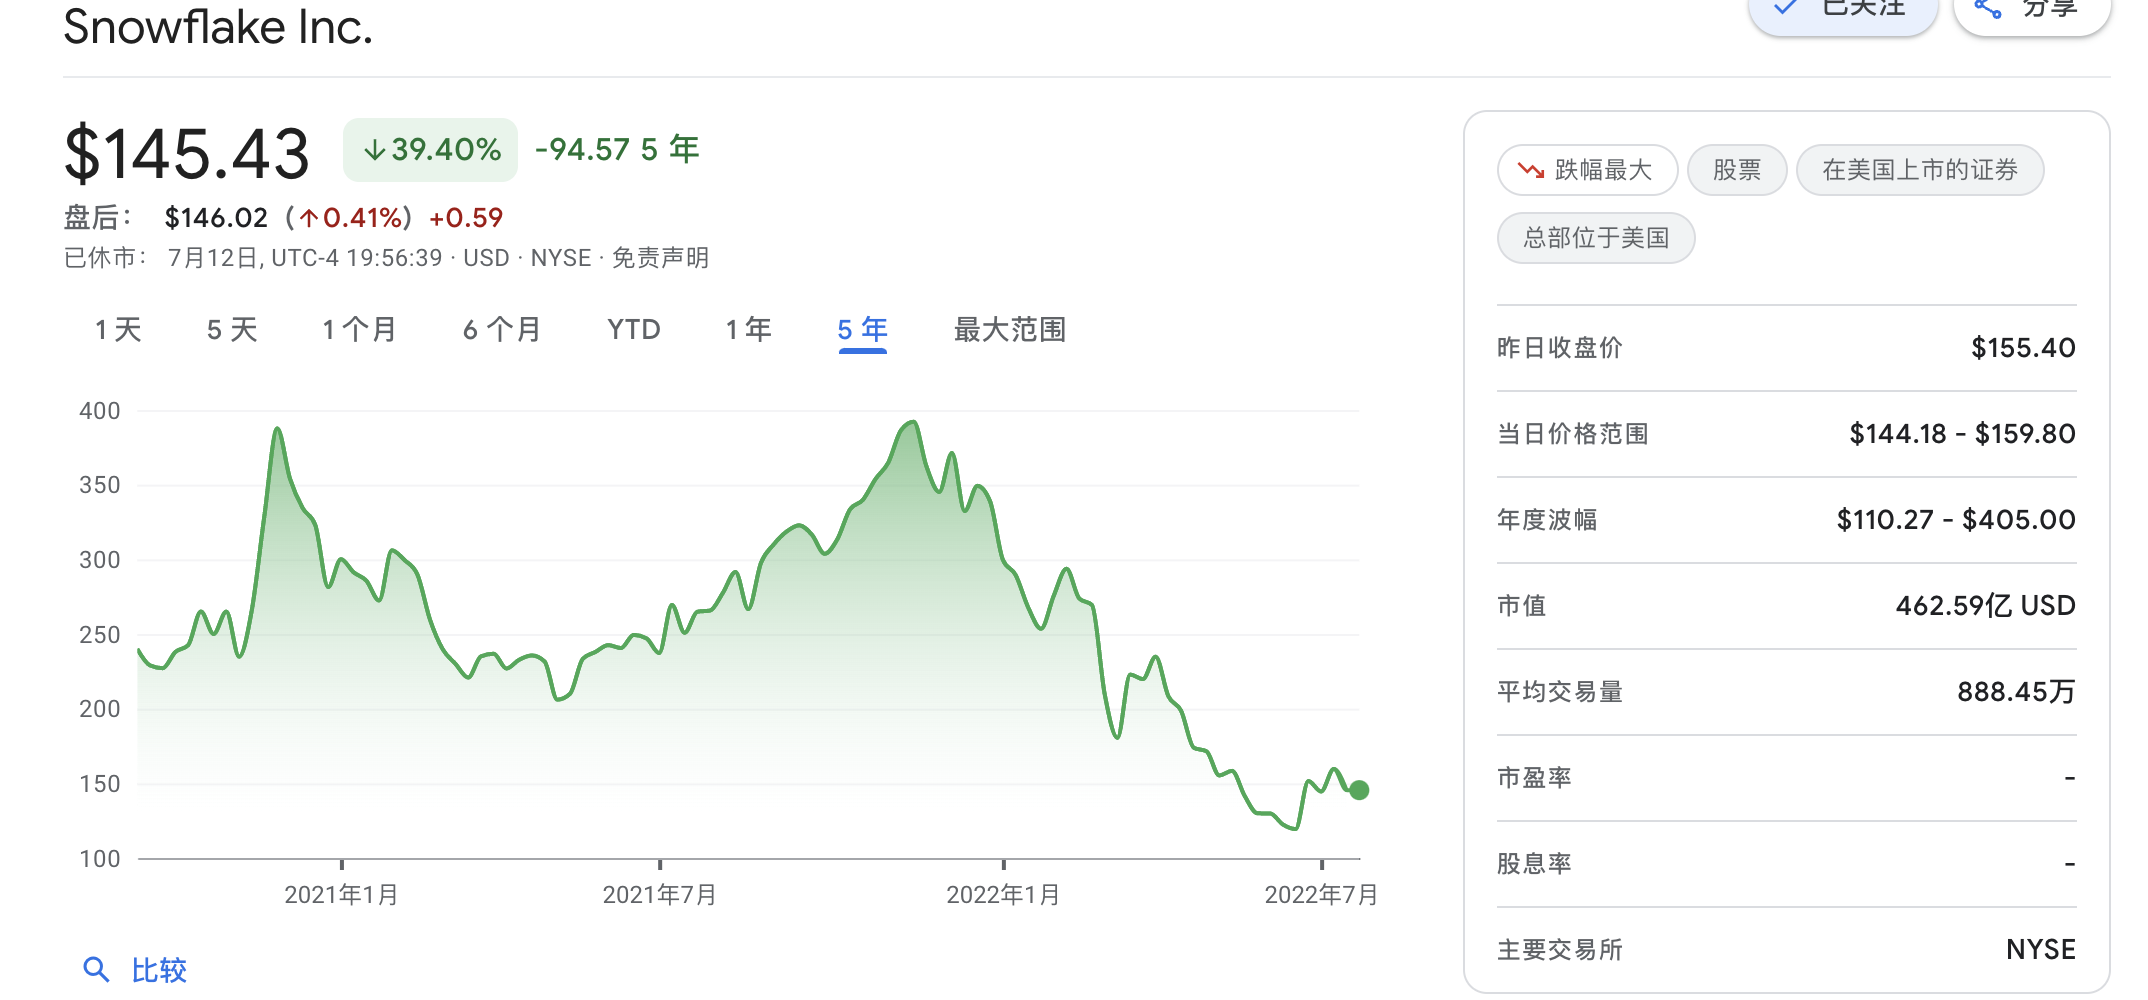 Snowflake Inc.
已关注
分享
$145.43 ↓39.40% -94.57 5 年
盘后： $146.02 (↑0.41%) +0.59
已休市： 7月12日, UTC-4 19:56:39 · USD · NYSE · 免责声明
1 天 5 天 1 个月 6 个月 YTD 1 年 5 年 最大范围
400
350
300
250
200
150
100
2021年1月 2021年7月 2022年1月 2022年7月
比较
跌幅最大 股票 在美国上市的证券
总部位于美国
昨日收盘价 $155.40
当日价格范围 $144.18 - $159.80
年度波幅 $110.27 - $405.00
市值 462.59亿 USD
平均交易量 888.45万
市盈率 -
股息率 -
主要交易所 NYSE